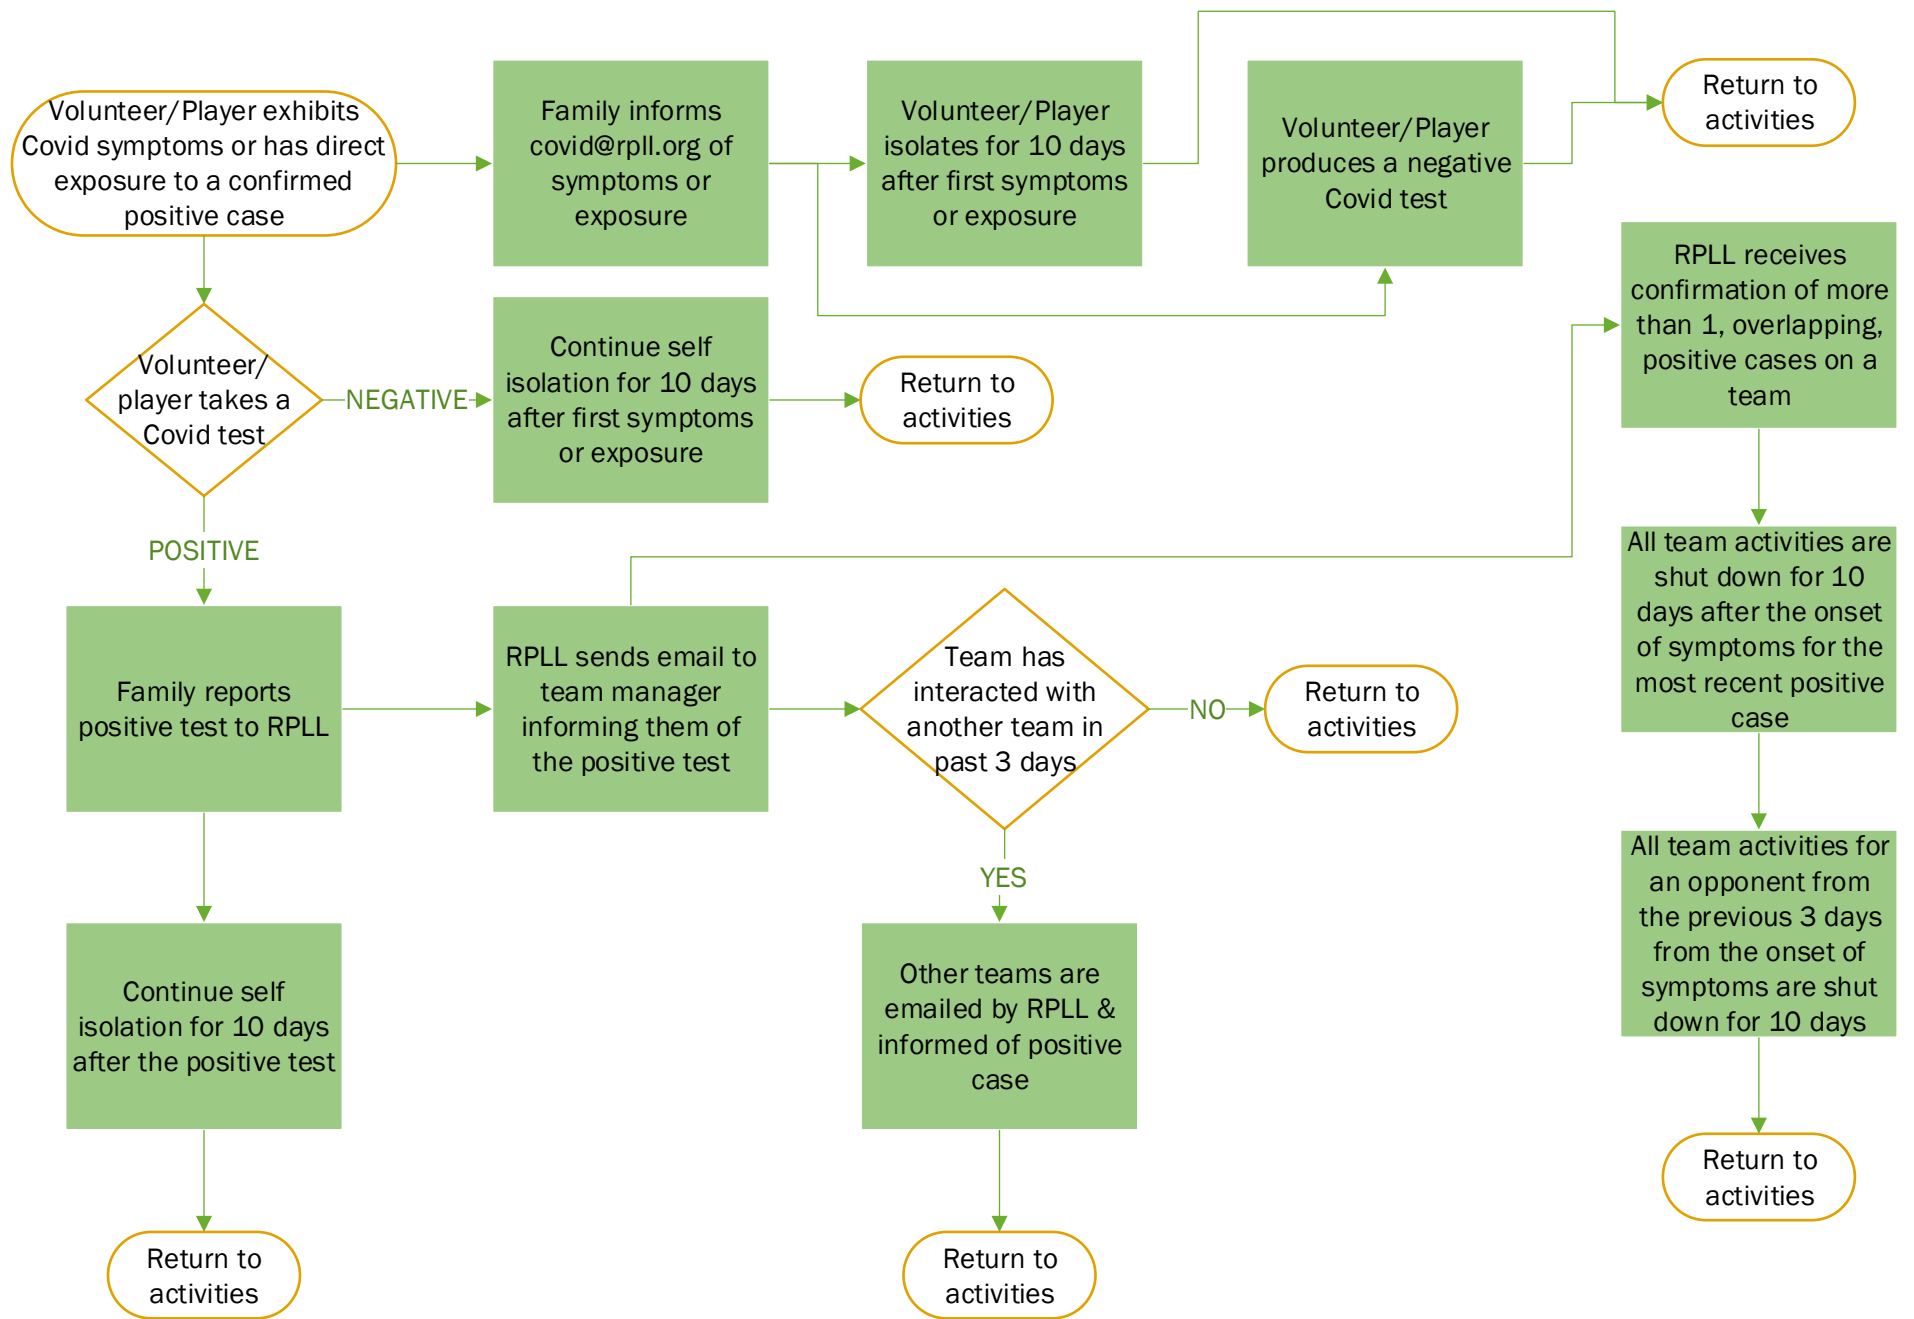 Volunteer/Player exhibits
Covid symptoms or has direct
exposure to a confirmed
positive case
Family informs
covid@rpll.org of
symptoms or
exposure
Volunteer/Player
isolates for 10 days
after first symptoms
or exposure
Volunteer/Player
produces a negative
Covid test
Return to
activities
Volunteer/
player takes a
Covid test
NEGATIVE
Continue self
isolation for 10 days
after first symptoms
or exposure
Return to
activities
RPLL receives
confirmation of more
than 1, overlapping,
positive cases on a
team
POSITIVE
All team activities are
shut down for 10
days after the onset
of symptoms for the
most recent positive
case
Family reports
positive test to RPLL
RPLL sends email to
team manager
informing them of
the positive test
Team has
interacted with
another team in
past 3 days
NO
Return to
activities
YES
All team activities for
an opponent from
the previous 3 days
from the onset of
symptoms are shut
down for 10 days
Continue self
isolation for 10 days
after the positive test
Other teams are
emailed by RPLL &
informed of positive
case
Return to
activities
Return to
activities
Return to
activities